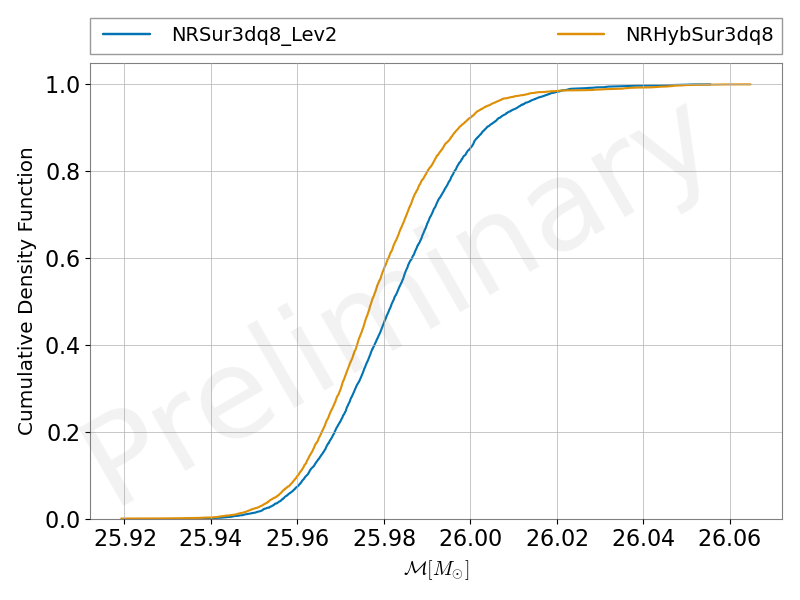 NRSur3dq8_Lev2 NRHybSur3dq8
1.0
0.8
0.6
0.4
0.2
0.0
Cumulative Density Function
Preliminary
25.92 25.94 25.96 25.98 26.00 26.02 26.04 26.06
ℳ[M⊙]